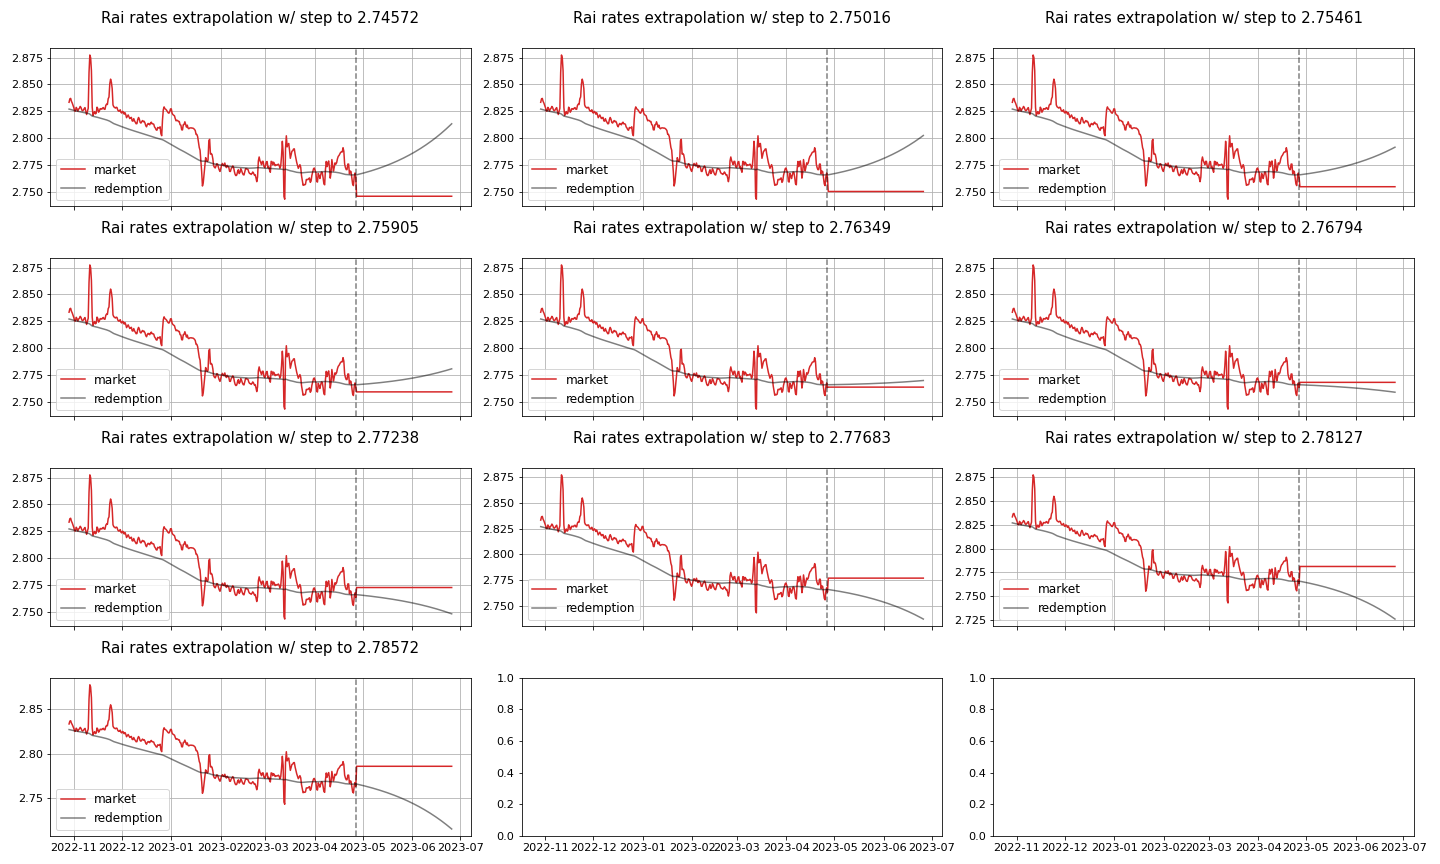 Rai rates extrapolation w/ step to 2.74572
Rai rates extrapolation w/ step to 2.75016
Rai rates extrapolation w/ step to 2.75461
2.875
2.850
2.825
2.800
2.775
2.750
market
redemption
2.875
2.850
2.825
2.800
2.775
2.750
market
redemption
2.875
2.850
2.825
2.800
2.775
2.750
market
redemption
Rai rates extrapolation w/ step to 2.75905
Rai rates extrapolation w/ step to 2.76349
Rai rates extrapolation w/ step to 2.76794
2.875
2.850
2.825
2.800
2.775
2.750
market
redemption
2.875
2.850
2.825
2.800
2.775
2.750
market
redemption
2.875
2.850
2.825
2.800
2.775
2.750
market
redemption
Rai rates extrapolation w/ step to 2.77238
Rai rates extrapolation w/ step to 2.77683
Rai rates extrapolation w/ step to 2.78127
2.875
2.850
2.825
2.800
2.775
2.750
market
redemption
2.875
2.850
2.825
2.800
2.775
2.750
market
redemption
2.875
2.850
2.825
2.800
2.775
2.750
2.725
market
redemption
Rai rates extrapolation w/ step to 2.78572
2.85
2.80
2.75
market
redemption
2022-11 2022-12 2023-01 2023-02 2023-03 2023-04 2023-05 2023-06 2023-07
1.0
0.8
0.6
0.4
0.2
0.0
2022-11 2022-12 2023-01 2023-02 2023-03 2023-04 2023-05 2023-06 2023-07
1.0
0.8
0.6
0.4
0.2
0.0
2022-11 2022-12 2023-01 2023-02 2023-03 2023-04 2023-05 2023-06 2023-07